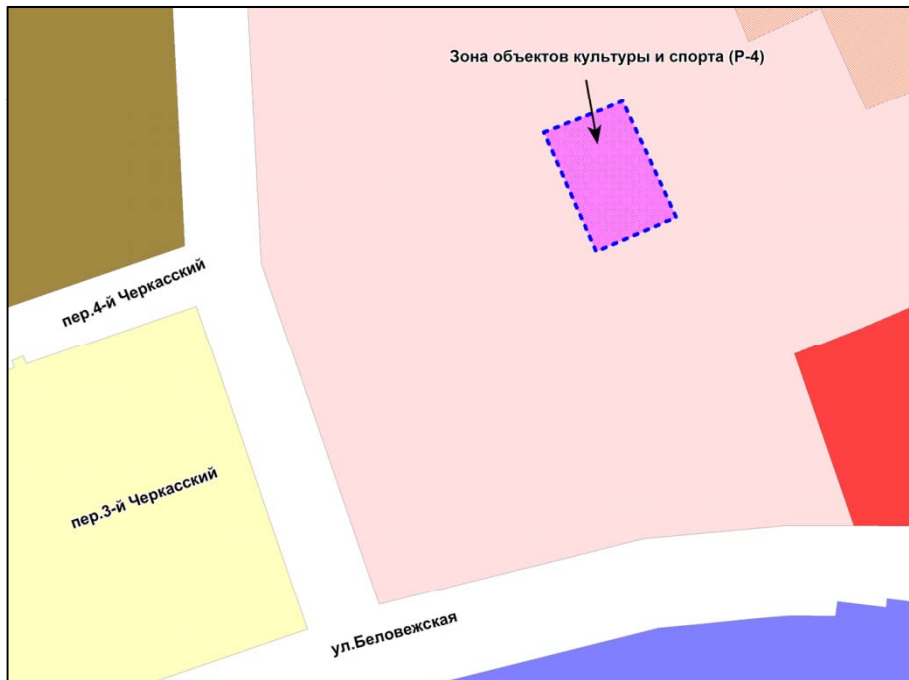 Зона объектов культуры и спорта (Р-4)
пер.4-й Черкасский
пер.3-й Черкасский
ул.Беловежская